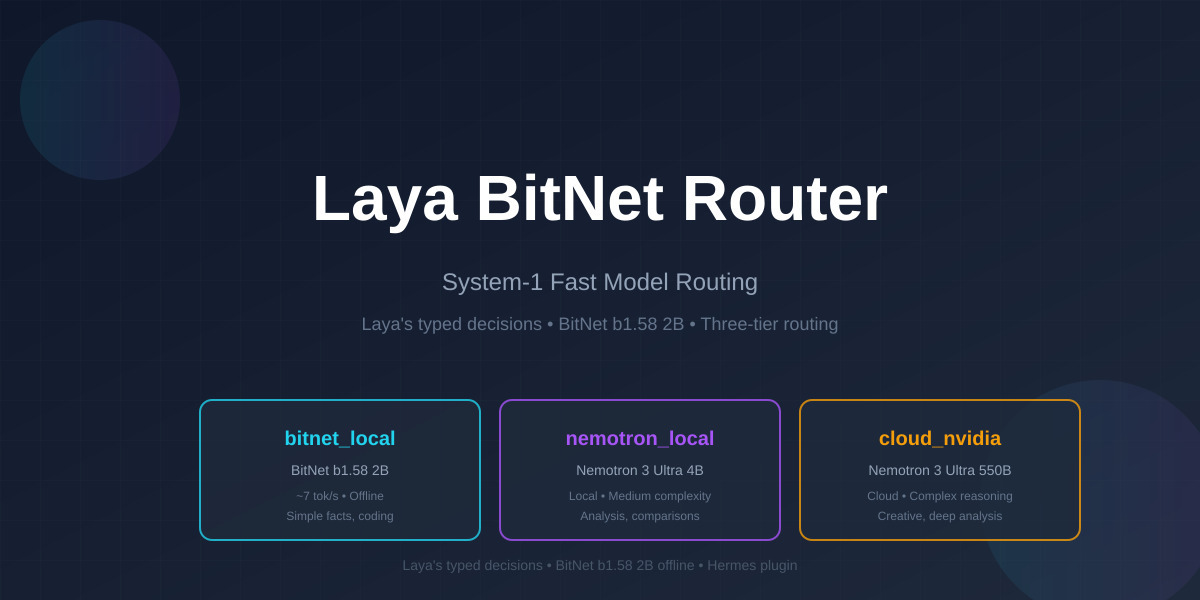 Laya BitNet Router
System-1 Fast Model Routing
Laya's typed decisions • BitNet b1.58 2B • Three-tier routing
bitnet_local
BitNet b1.58 2B
~7 tok/s • Offline
Simple facts, coding
nemotron_local
Nemotron 3 Ultra 4B
Local • Medium complexity
Analysis, comparisons
cloud_nvidia
Nemotron 3 Ultra 550B
Cloud • Complex reasoning
Creative, deep analysis
Laya's typed decisions • BitNet b1.58 2B offline • Hermes plugin